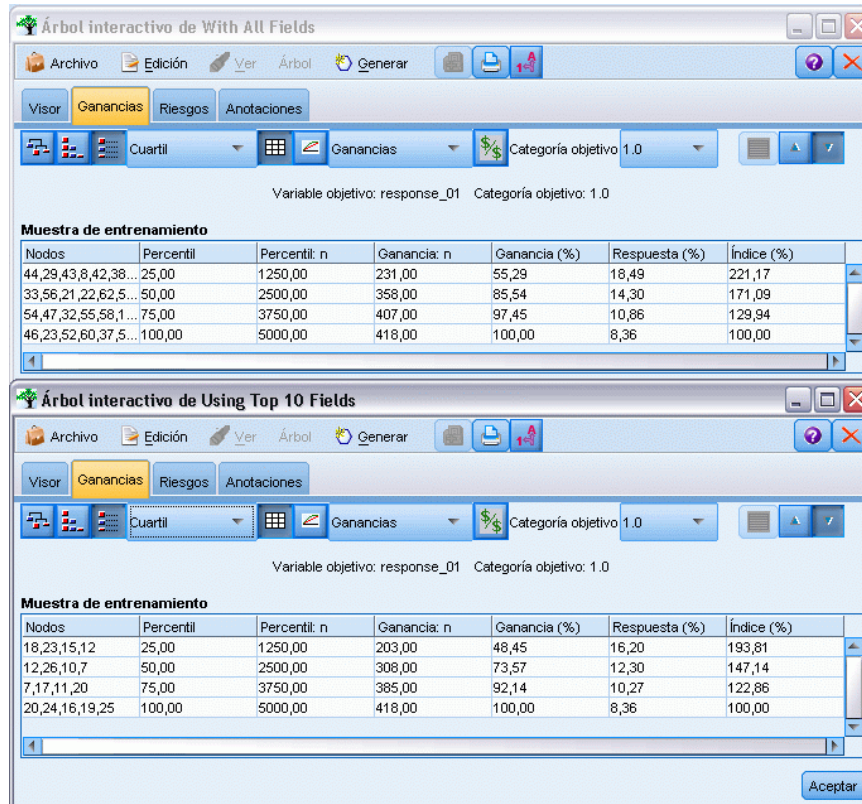 Árbol interactivo de With All Fields
Archivo Edición Ver Árbol Generar
Visor Ganancias Riesgos Anotaciones
Cuartil Ganancias Categoría objetivo 1.0
Variable objetivo: response_01 Categoría objetivo: 1.0
Muestra de entrenamiento
Nodos Percentil Percentil: n Ganancia: n Ganancia (%) Respuesta (%) Índice (%)
44,29,43,8,42,38... 25,00 1250,00 231,00 55,29 18,49 221,17
33,56,21,22,62,5... 50,00 2500,00 358,00 85,54 14,30 171,09
54,47,32,55,58,1... 75,00 3750,00 407,00 97,45 10,86 129,94
46,23,52,60,37,5... 100,00 5000,00 418,00 100,00 8,36 100,00
Árbol interactivo de Using Top 10 Fields
Archivo Edición Ver Árbol Generar
Visor Ganancias Riesgos Anotaciones
Cuartil Ganancias Categoría objetivo 1.0
Variable objetivo: response_01 Categoría objetivo: 1.0
Muestra de entrenamiento
Nodos Percentil Percentil: n Ganancia: n Ganancia (%) Respuesta (%) Índice (%)
18,23,15,12 25,00 1250,00 203,00 48,45 16,20 193,81
12,26,10,7 50,00 2500,00 308,00 73,57 12,30 147,14
7,17,11,20 75,00 3750,00 385,00 92,14 10,27 122,86
20,24,16,19,25 100,00 5000,00 418,00 100,00 8,36 100,00
Aceptar